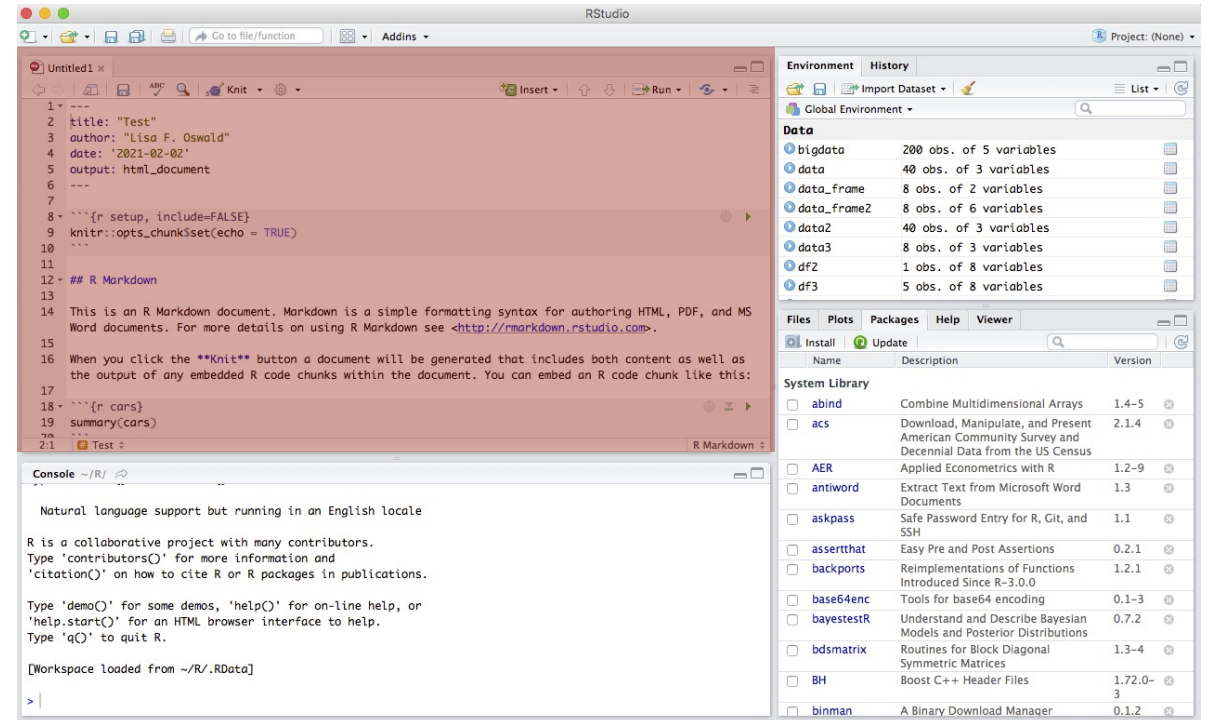 RStudio
Go to file/function
Addins
Project: (None)
Untitled1
ABC
Knit
Insert
Run
1 ---
2 title: "Test"
3 author: "Lisa F. Oswald"
4 date: '2021-02-02'
5 output: html_document
6 ---
7
8 ```{r setup, include=FALSE}
9 knitr::opts_chunk$set(echo = TRUE)
10 ```
11
12 ## R Markdown
13
14 This is an R Markdown document. Markdown is a simple formatting syntax for authoring HTML, PDF, and MS
Word documents. For more details on using R Markdown see <http://rmarkdown.rstudio.com>.
15
16 When you click the **Knit** button a document will be generated that includes both content as well as
the output of any embedded R code chunks within the document. You can embed an R code chunk like this:
17
18 ```{r cars}
19 summary(cars)
20 ```
2:1 # Test R Markdown
Console ~/R/
Natural language support but running in an English locale
R is a collaborative project with many contributors.
Type 'contributors()' for more information and
'citation()' on how to cite R or R packages in publications.
Type 'demo()' for some demos, 'help()' for on-line help, or
'help.start()' for an HTML browser interface to help.
Type 'q()' to quit R.
[Workspace loaded from ~/R/.RData]
>
Environment History
Import Dataset List
Global Environment
Data
bigdata 200 obs. of 5 variables
data 40 obs. of 3 variables
data_frame 8 obs. of 2 variables
data_frame2 8 obs. of 6 variables
data2 40 obs. of 3 variables
data3 8 obs. of 3 variables
df2 1 obs. of 8 variables
df3 5 obs. of 8 variables
Files Plots Packages Help Viewer
Install Update
Name Description Version
System Library
abind Combine Multidimensional Arrays 1.4-5
acs Download, Manipulate, and Present 2.1.4
American Community Survey and
Decennial Data from the US Census
AER Applied Econometrics with R 1.2-9
antiword Extract Text from Microsoft Word 1.3
Documents
askpass Safe Password Entry for R, Git, and 1.1
SSH
assertthat Easy Pre and Post Assertions 0.2.1
backports Reimplementations of Functions 1.2.1
Introduced Since R-3.0.0
base64enc Tools for base64 encoding 0.1-3
bayestestR Understand and Describe Bayesian 0.7.2
Models and Posterior Distributions
bdsmatrix Routines for Block Diagonal 1.3-4
Symmetric Matrices
BH Boost C++ Header Files 1.72.0-
3
binman A Binary Download Manager 0.1.2